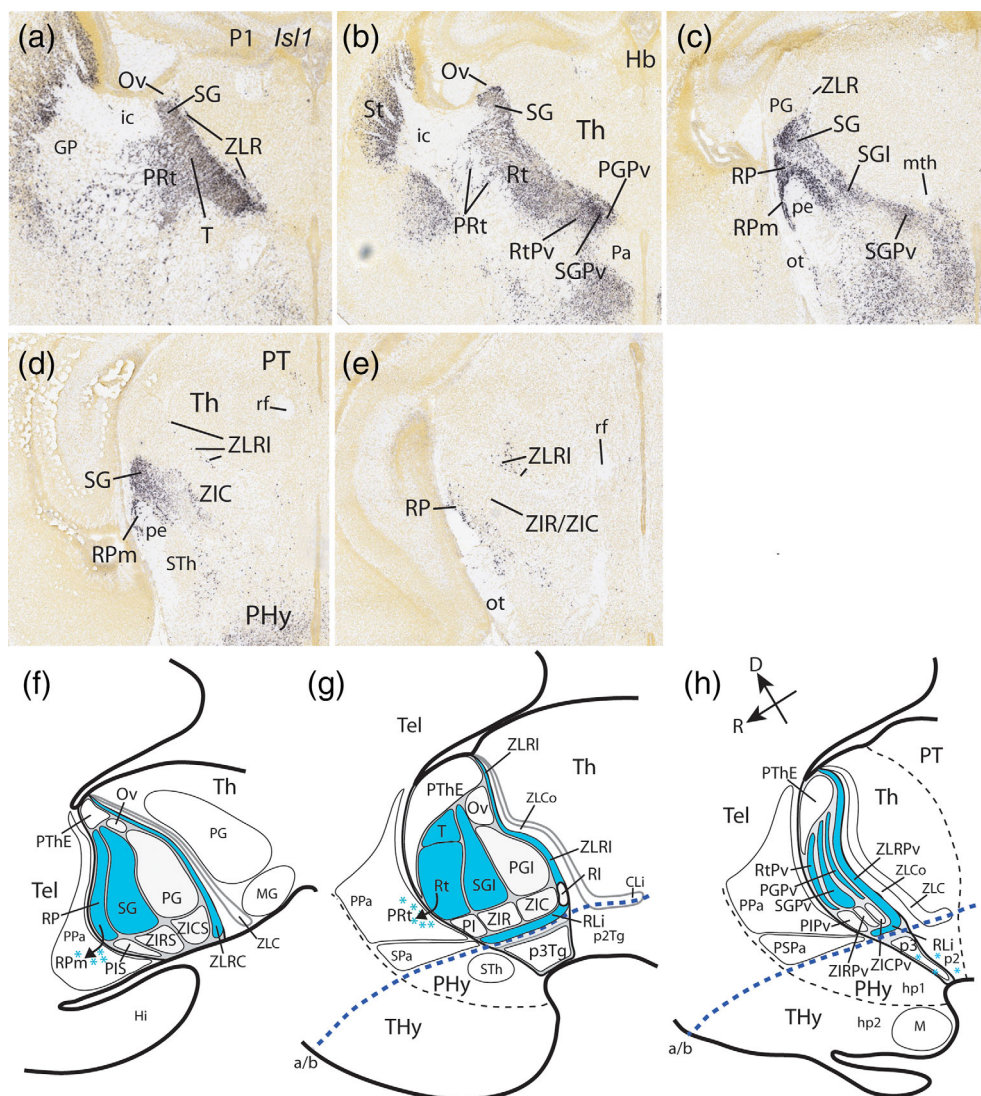 (a)
P1 Isl1
Ov
SG
ic
GP
ZLR
PRt
T
(b)
Hb
Ov
St
SG
ic
Th
Rt
PGPv
PRt
RtPv
Pa
SGPv
(c)
ZLR
PG
SG
SGI
mth
RP
RPm
pe
SGPv
ot
(d)
PT
Th
rf
ZLRI
SG
ZIC
pe
RPm
STh
PHy
(e)
rf
ZLRI
RP
ZIR/ZIC
ot
(f)
Th
Ov
PThE
PG
Tel
RP
SG
PG
MG
PPa
ZICS
ZIRS
RPm
PIS
ZLC
ZLRC
Hi
(g)
Tel
ZLRI
Th
PThE
Ov
ZLCo
T
ZLRI
PGI
RI
Rt
SGI
PPa
ZIC
CLi
PRt
ZIR
PI
RLi
p2Tg
SPa
p3Tg
STh
PHy
THy
a/b
(h)
D
R
PT
PThE
Th
Tel
ZLRPv
RtPv
ZLCo
PGPv
PPa
SGPv
ZLC
PIPv
PSPa
p3
RLi
p2
ZIRPv
ZICPv
PHy
hp1
THy
hp2
M
a/b